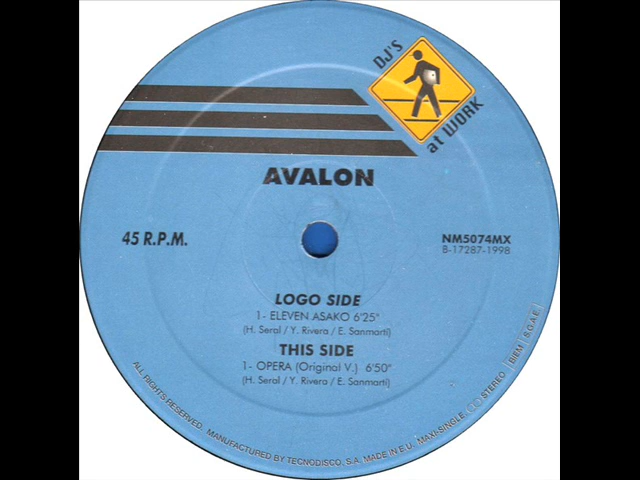 DJ'S
at WORK
AVALON
45 R.P.M.
NM5074MX
B-17287-1998
LOGO SIDE
1- ELEVEN ASAKO 6'25"
(H. Seral / Y. Rivera / E. Sanmarti)
THIS SIDE
1- OPERA (Original V.) 6'50"
(H. Seral / Y. Rivera / E. Sanmarti)
ALL RIGHTS RESERVED. MANUFACTURED BY TECNODISCO, S.A. MADE IN E.U. MAXI-SINGLE. STEREO BIEM S.G.A.E.